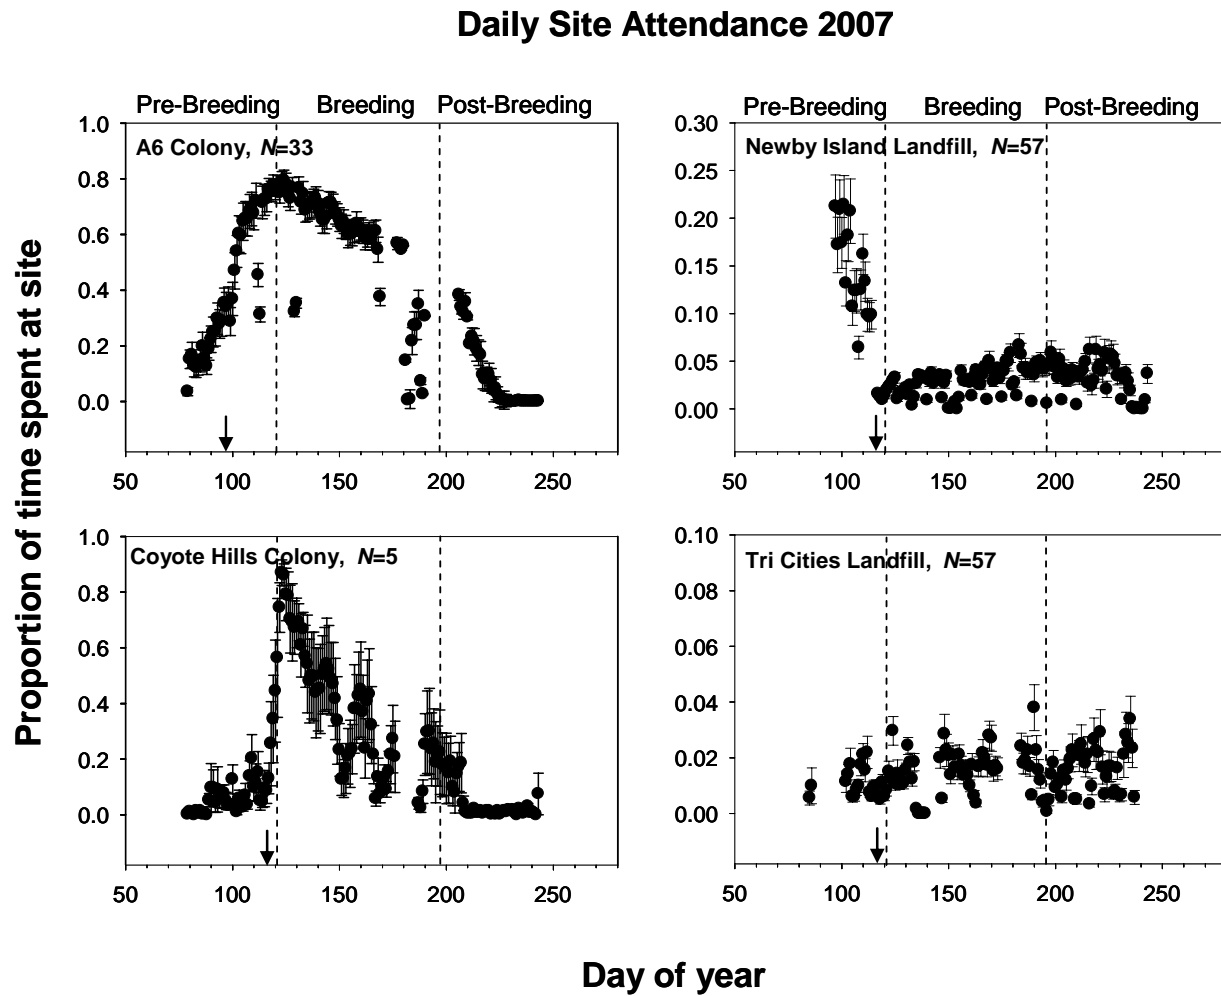 Daily Site Attendance 2007
Pre-Breeding Breeding Post-Breeding
A6 Colony, N=33
1.0
0.8
0.6
0.4
0.2
0.0
50 100 150 200 250
Pre-Breeding Breeding Post-Breeding
Newby Island Landfill, N=57
0.30
0.25
0.20
0.15
0.10
0.05
0.00
50 100 150 200 250
Coyote Hills Colony, N=5
1.0
0.8
0.6
0.4
0.2
0.0
50 100 150 200 250
Tri Cities Landfill, N=57
0.10
0.08
0.06
0.04
0.02
0.00
50 100 150 200 250
Proportion of time spent at site
Day of year